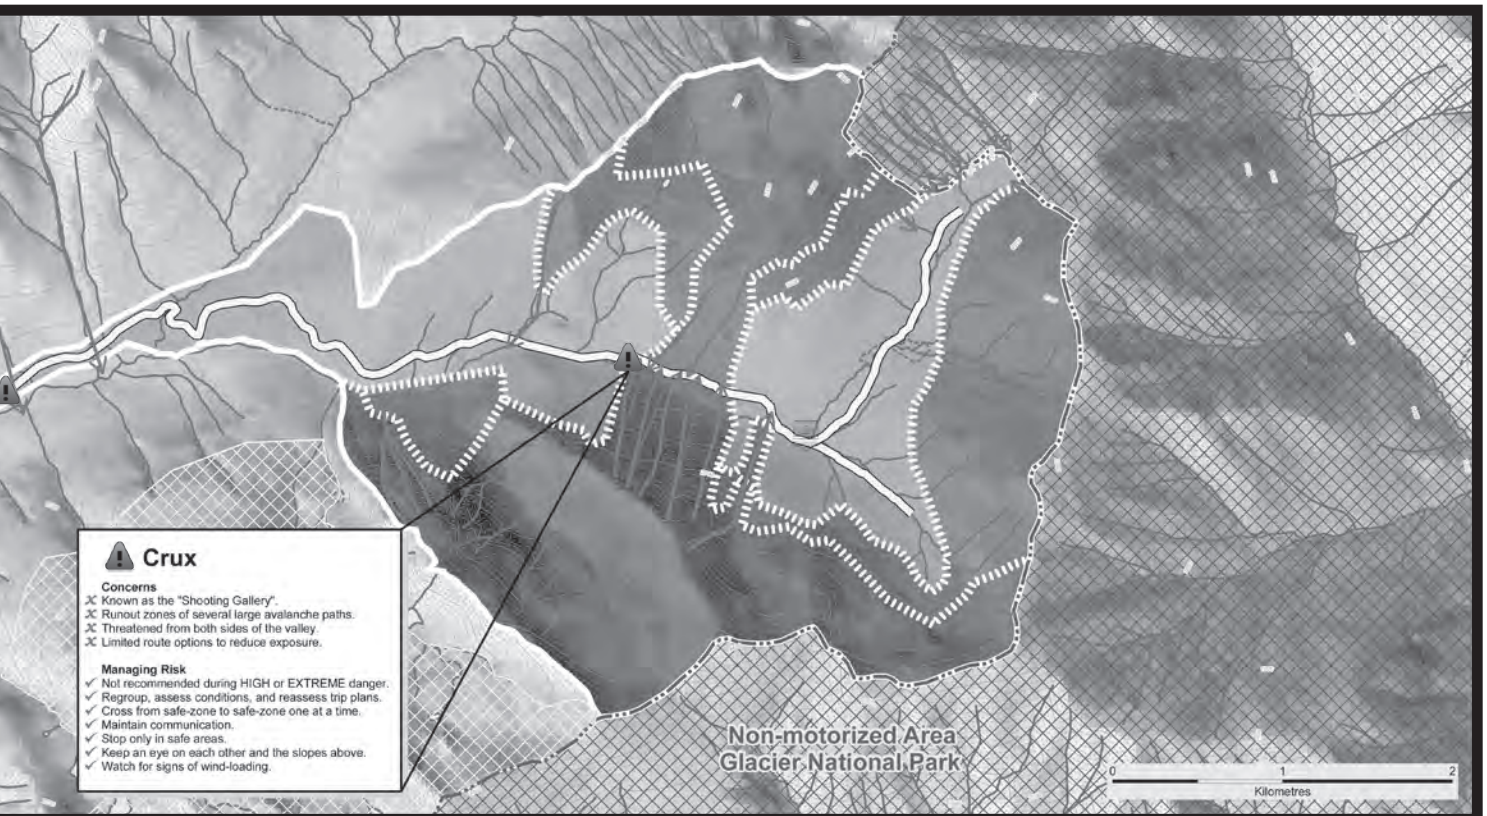 Crux
Concerns
Known as the "Shooting Gallery".
Runout zones of several large avalanche paths.
Threatened from both sides of the valley.
Limited route options to reduce exposure.
Managing Risk
Not recommended during HIGH or EXTREME danger.
Regroup, assess conditions, and reassess trip plans.
Cross from safe-zone to safe-zone one at a time.
Maintain communication.
Stop only in safe areas.
Keep an eye on each other and the slopes above.
Watch for signs of wind-loading.
Non-motorized Area
Glacier National Park
0 1 2
Kilometres